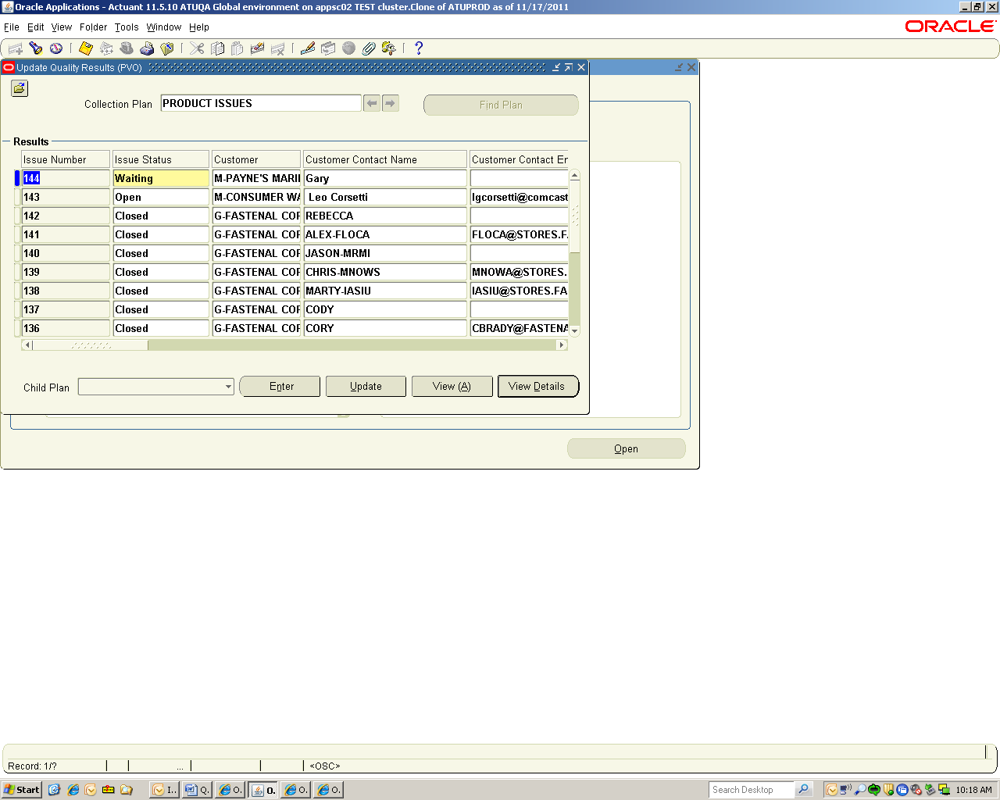 Oracle Applications - Actuant 11.5.10 ATUQA Global environment on appsc02 TEST cluster.Clone of ATUPROD as of 11/17/2011
File Edit View Folder Tools Window Help
ORACLE
Update Quality Results (PVO)
Collection Plan PRODUCT ISSUES Find Plan
Results
Issue Number Issue Status Customer Customer Contact Name Customer Contact Er
144 Waiting M-PAYNE'S MARI Gary
143 Open M-CONSUMER WA Leo Corsetti lgcorsetti@comcast
142 Closed G-FASTENAL COF REBECCA
141 Closed G-FASTENAL COF ALEX-FLOCA FLOCA@STORES.F
140 Closed G-FASTENAL COF JASON-MRMI
139 Closed G-FASTENAL COF CHRIS-MNOWS MNOWA@STORES.
138 Closed G-FASTENAL COF MARTY-IASIU IASIU@STORES.FA
137 Closed G-FASTENAL COF CODY
136 Closed G-FASTENAL COF CORY CBRADY@FASTENA
Child Plan Enter Update View (A) View Details
Open
Record: 1/? ... <OSC>
Start I.. Q. O. O. O. O. Search Desktop 10:18 AM